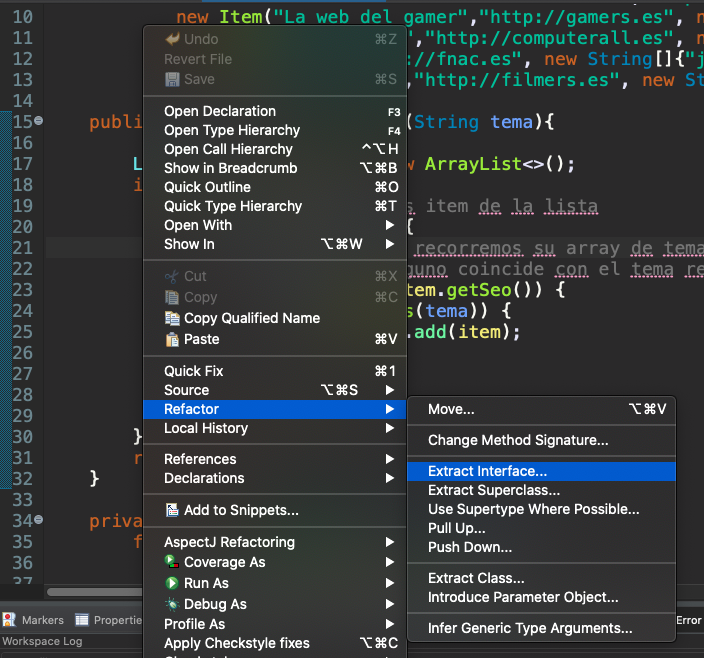 10 new Item("La web del gamer","http://gamers.es", n
11 ","http://computerall.es", n
12 ://fnac.es", new String[]{"j
13 ,"http://filmers.es", new S
14
15 publi (String tema){
16
17 L w ArrayList<>();
18 i
19 s item de la lista
20 {
21 recorremos su array de tema
22 guno coincide con el tema re
23 tem.getSeo()) {
24 s(tema)) {
25 .add(item);
26
27
28
29
30 }
31 r
32 }
33
34 priva
35 f
36
37
Undo ⌘Z
Revert File
Save ⌘S
Open Declaration F3
Open Type Hierarchy F4
Open Call Hierarchy ^⌥H
Show in Breadcrumb ⌥⌘B
Quick Outline ⌘O
Quick Type Hierarchy ⌘T
Open With
Show In ⌥⌘W
Cut ⌘X
Copy ⌘C
Copy Qualified Name
Paste ⌘V
Quick Fix ⌘1
Source ⌥⌘S
Refactor
Local History
References
Declarations
Add to Snippets...
AspectJ Refactoring
Coverage As
Run As
Debug As
Profile As
Apply Checkstyle fixes ⌥⌘C
Move... ⌥⌘V
Change Method Signature...
Extract Interface...
Extract Superclass...
Use Supertype Where Possible...
Pull Up...
Push Down...
Extract Class...
Introduce Parameter Object...
Infer Generic Type Arguments...
Markers Propertie Error
Workspace Log